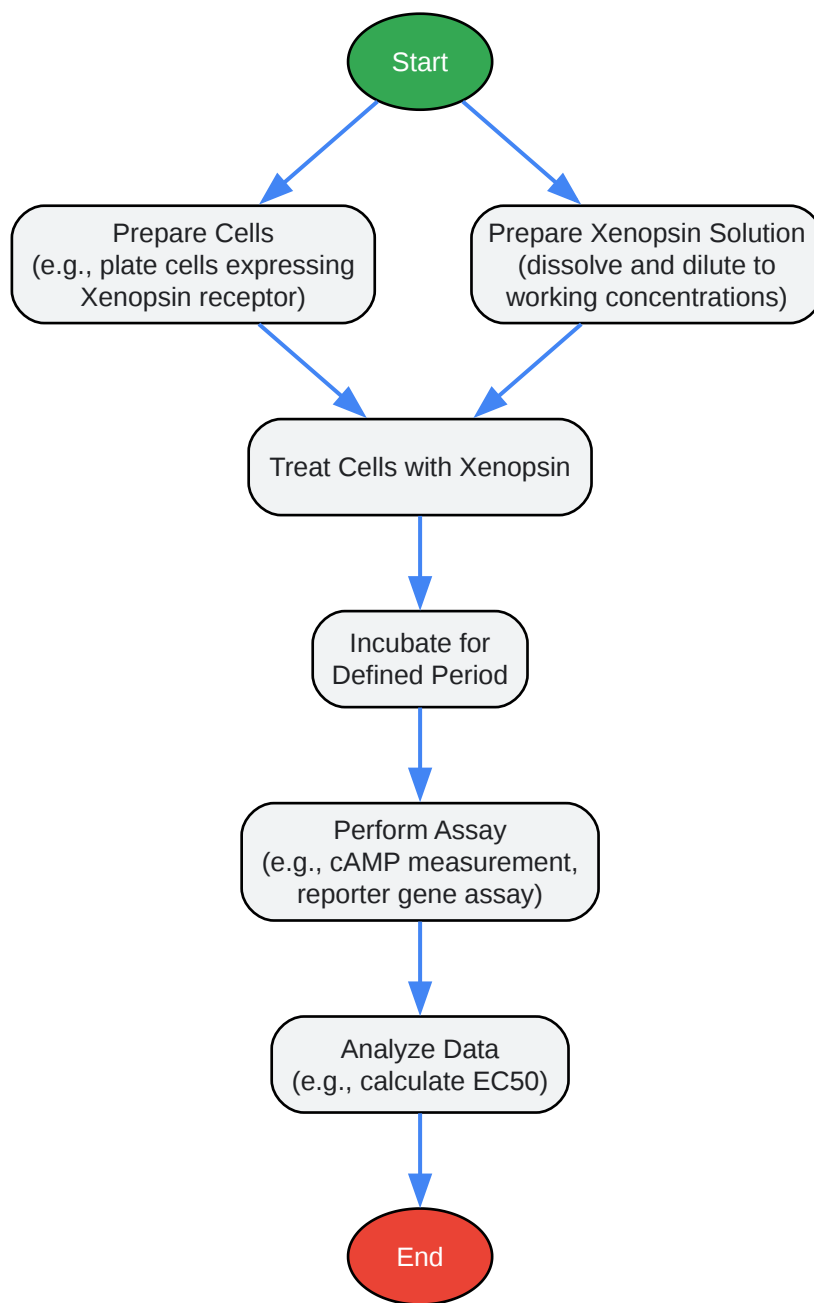 Start
Prepare Cells
(e.g., plate cells expressing
Xenopsin receptor)
Prepare Xenopsin Solution
(dissolve and dilute to
working concentrations)
Treat Cells with Xenopsin
Incubate for
Defined Period
Perform Assay
(e.g., cAMP measurement,
reporter gene assay)
Analyze Data
(e.g., calculate EC50)
End